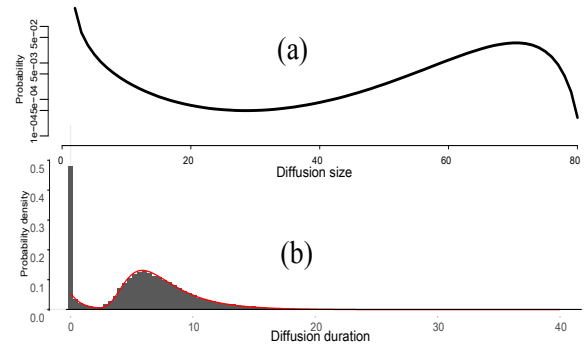 (a)
Probability
1e-04 5e-04 5e-03 5e-02
0 20 40 60 80
Diffusion size
(b)
Probability density
0.5
0.4
0.3
0.2
0.1
0.0
0 10 20 30 40
Diffusion duration